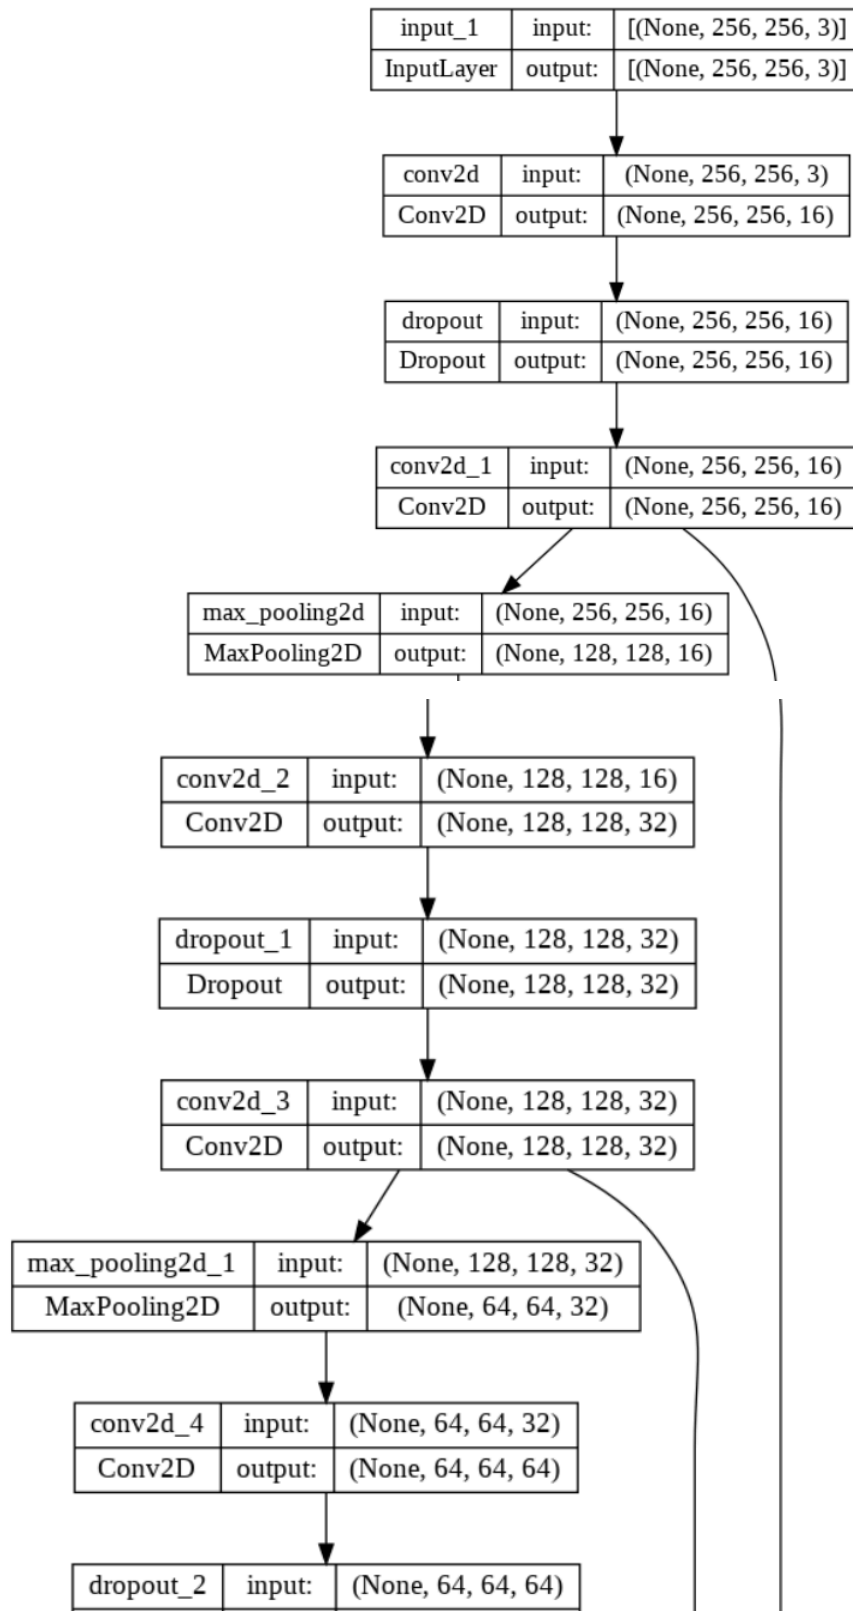 input_1 input: [(None, 256, 256, 3)]
InputLayer output: [(None, 256, 256, 3)]
conv2d input: (None, 256, 256, 3)
Conv2D output: (None, 256, 256, 16)
dropout input: (None, 256, 256, 16)
Dropout output: (None, 256, 256, 16)
conv2d_1 input: (None, 256, 256, 16)
Conv2D output: (None, 256, 256, 16)
max_pooling2d input: (None, 256, 256, 16)
MaxPooling2D output: (None, 128, 128, 16)
conv2d_2 input: (None, 128, 128, 16)
Conv2D output: (None, 128, 128, 32)
dropout_1 input: (None, 128, 128, 32)
Dropout output: (None, 128, 128, 32)
conv2d_3 input: (None, 128, 128, 32)
Conv2D output: (None, 128, 128, 32)
max_pooling2d_1 input: (None, 128, 128, 32)
MaxPooling2D output: (None, 64, 64, 32)
conv2d_4 input: (None, 64, 64, 32)
Conv2D output: (None, 64, 64, 64)
dropout_2 input: (None, 64, 64, 64)